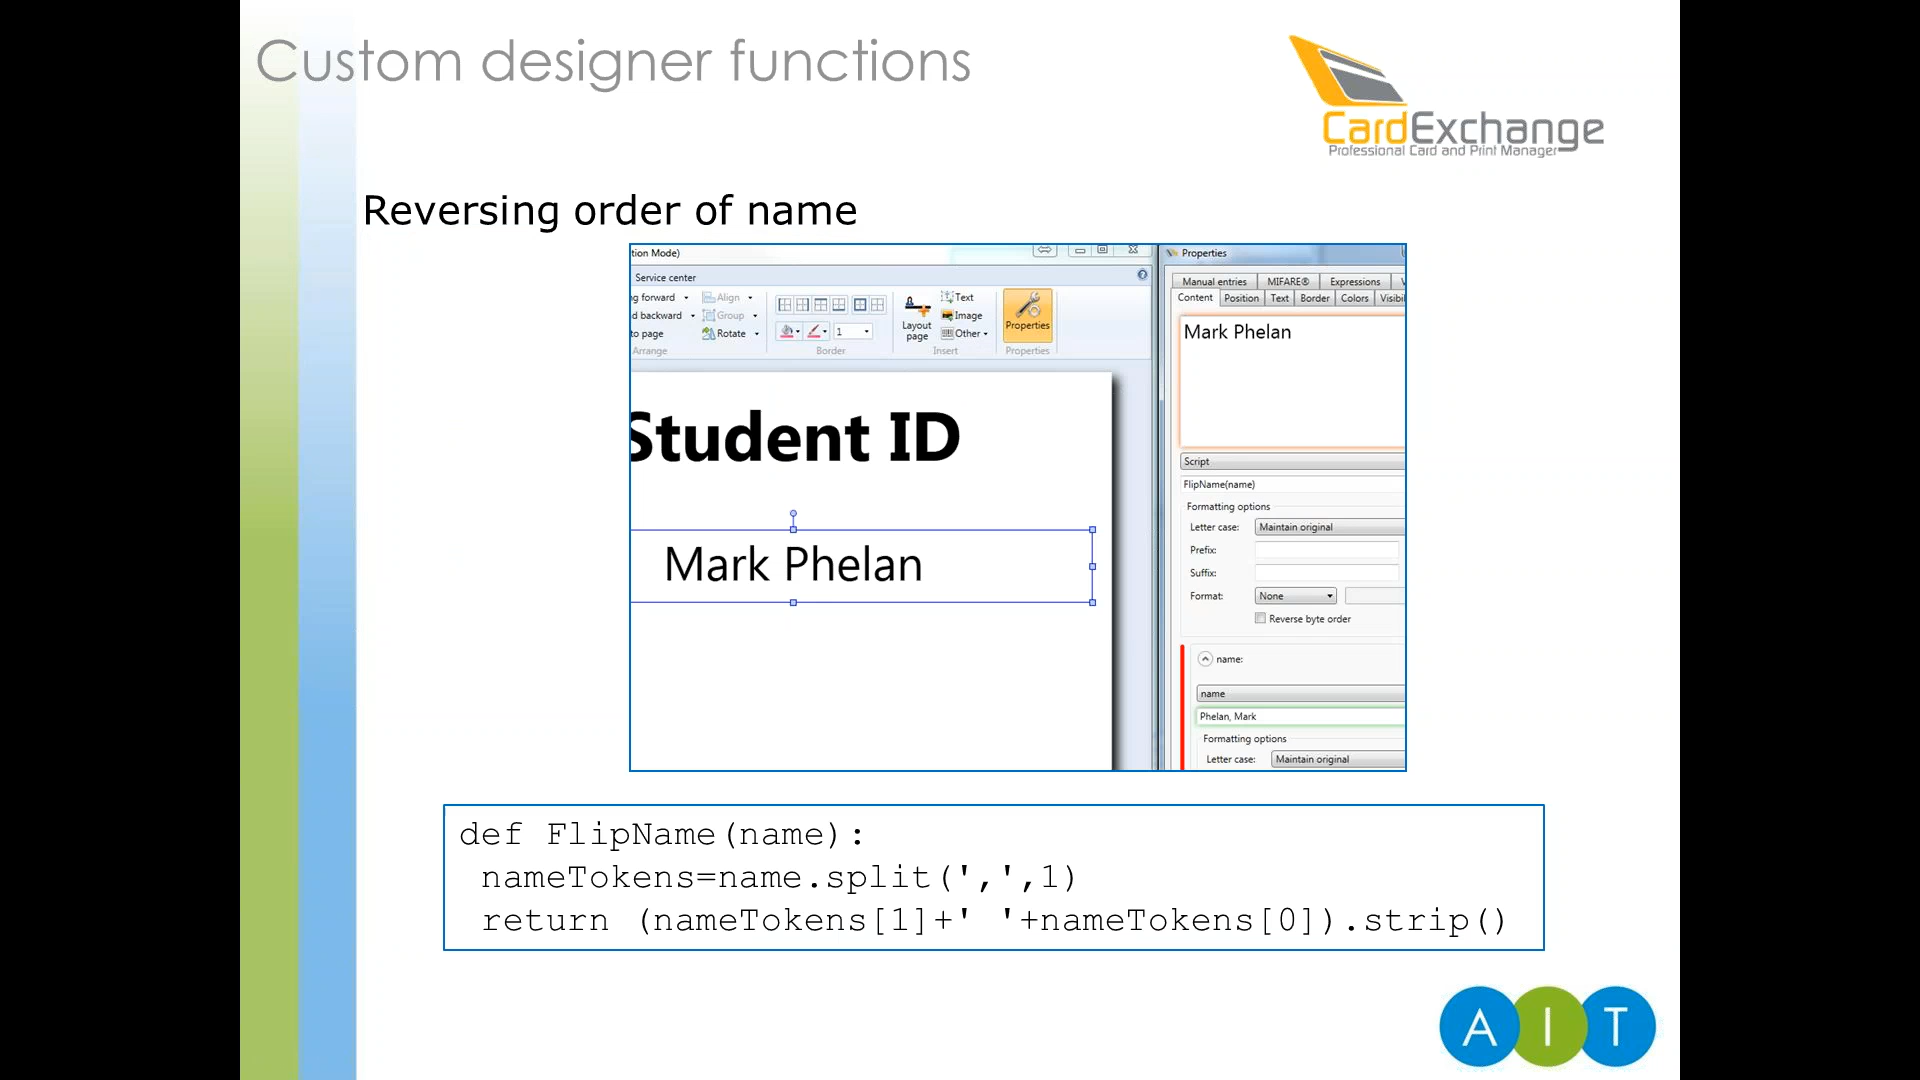 Custom designer functions
CardExchange
Professional Card and Print Manager
Reversing order of name
tion Mode)
Service center
g forward
d backward
to page
Arrange
Align
Group
Rotate
1
Border
Layout page
Text
Image
Other
Insert
Properties
Properties
Student ID
Mark Phelan
Properties
Manual entries MIFARE® Expressions
Content Position Text Border Colors Visibil
Mark Phelan
Script
FlipName(name)
Formatting options
Letter case: Maintain original
Prefix:
Suffix:
Format: None
Reverse byte order
name:
name
Phelan, Mark
Formatting options
Letter case: Maintain original
def FlipName(name):
nameTokens=name.split(',',1)
return (nameTokens[1]+' '+nameTokens[0]).strip()
A I T